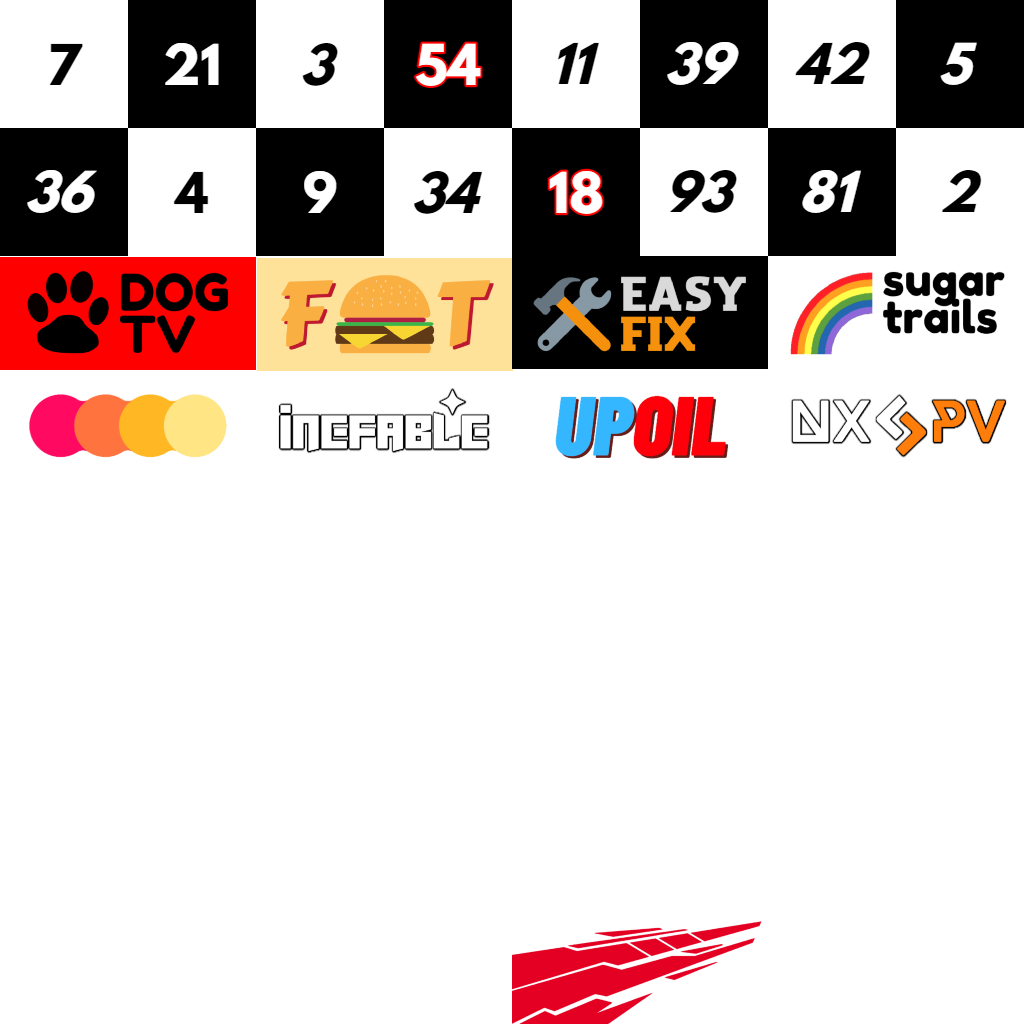 7 21 3 54 11 39 42 5
36 4 9 34 18 93 81 2
DOG
TV
F T
EASY
FIX
sugar
trails
INEFABLE
UPOIL
NX PV